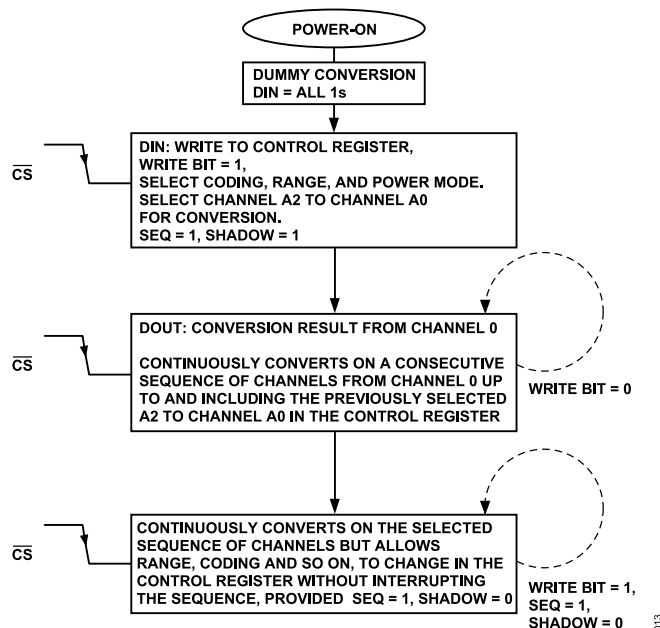 POWER-ON
DUMMY CONVERSION
DIN = ALL 1s
CS
DIN: WRITE TO CONTROL REGISTER,
WRITE BIT = 1,
SELECT CODING, RANGE, AND POWER MODE.
SELECT CHANNEL A2 TO CHANNEL A0
FOR CONVERSION.
SEQ = 1, SHADOW = 1
CS
DOUT: CONVERSION RESULT FROM CHANNEL 0
CONTINUOUSLY CONVERTS ON A CONSECUTIVE
SEQUENCE OF CHANNELS FROM CHANNEL 0 UP
TO AND INCLUDING THE PREVIOUSLY SELECTED
A2 TO CHANNEL A0 IN THE CONTROL REGISTER
WRITE BIT = 0
CS
CONTINUOUSLY CONVERTS ON THE SELECTED
SEQUENCE OF CHANNELS BUT ALLOWS
RANGE, CODING AND SO ON, TO CHANGE IN THE
CONTROL REGISTER WITHOUT INTERRUPTING
THE SEQUENCE, PROVIDED SEQ = 1, SHADOW = 0
WRITE BIT = 1,
SEQ = 1,
SHADOW = 0